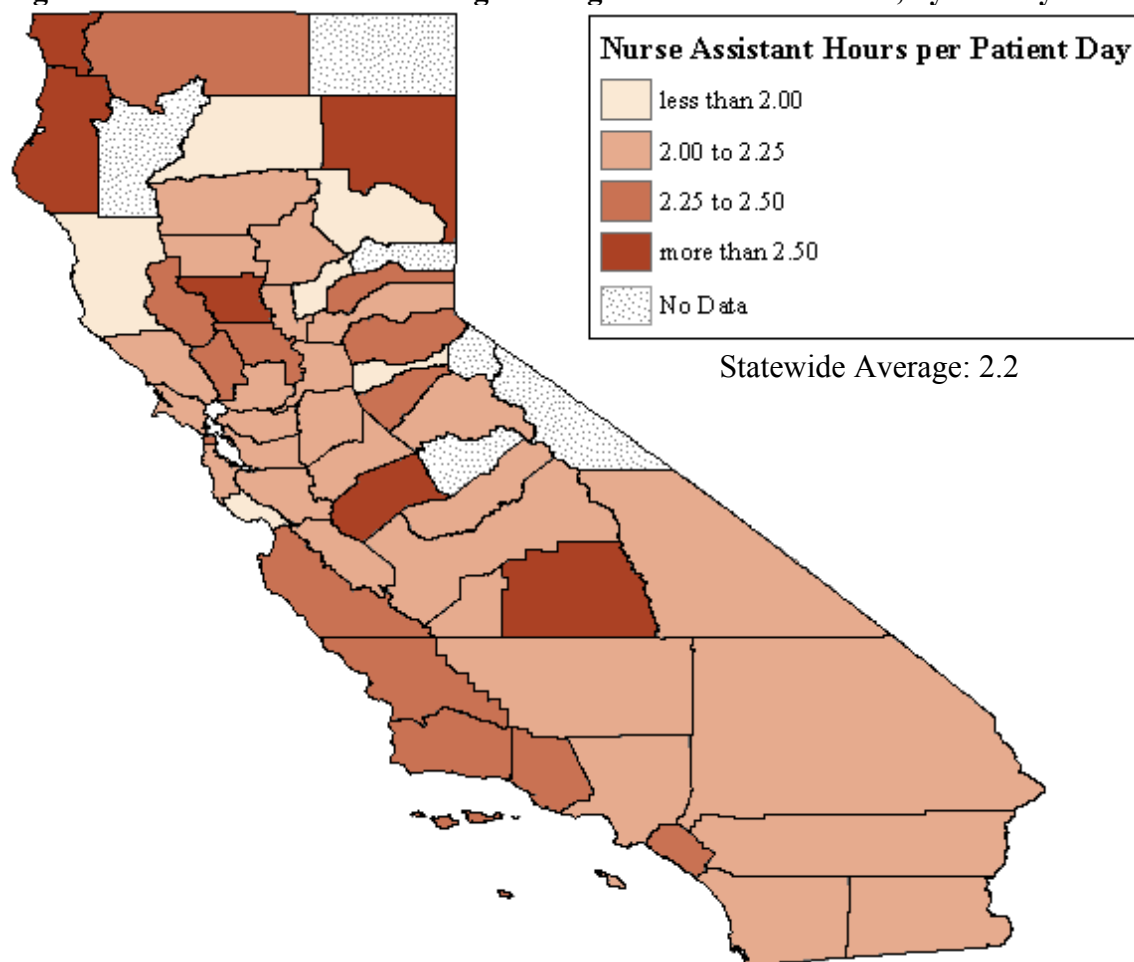 Nurse Assistant Hours per Patient Day
less than 2.00
2.00 to 2.25
2.25 to 2.50
more than 2.50
No Data
Statewide Average: 2.2